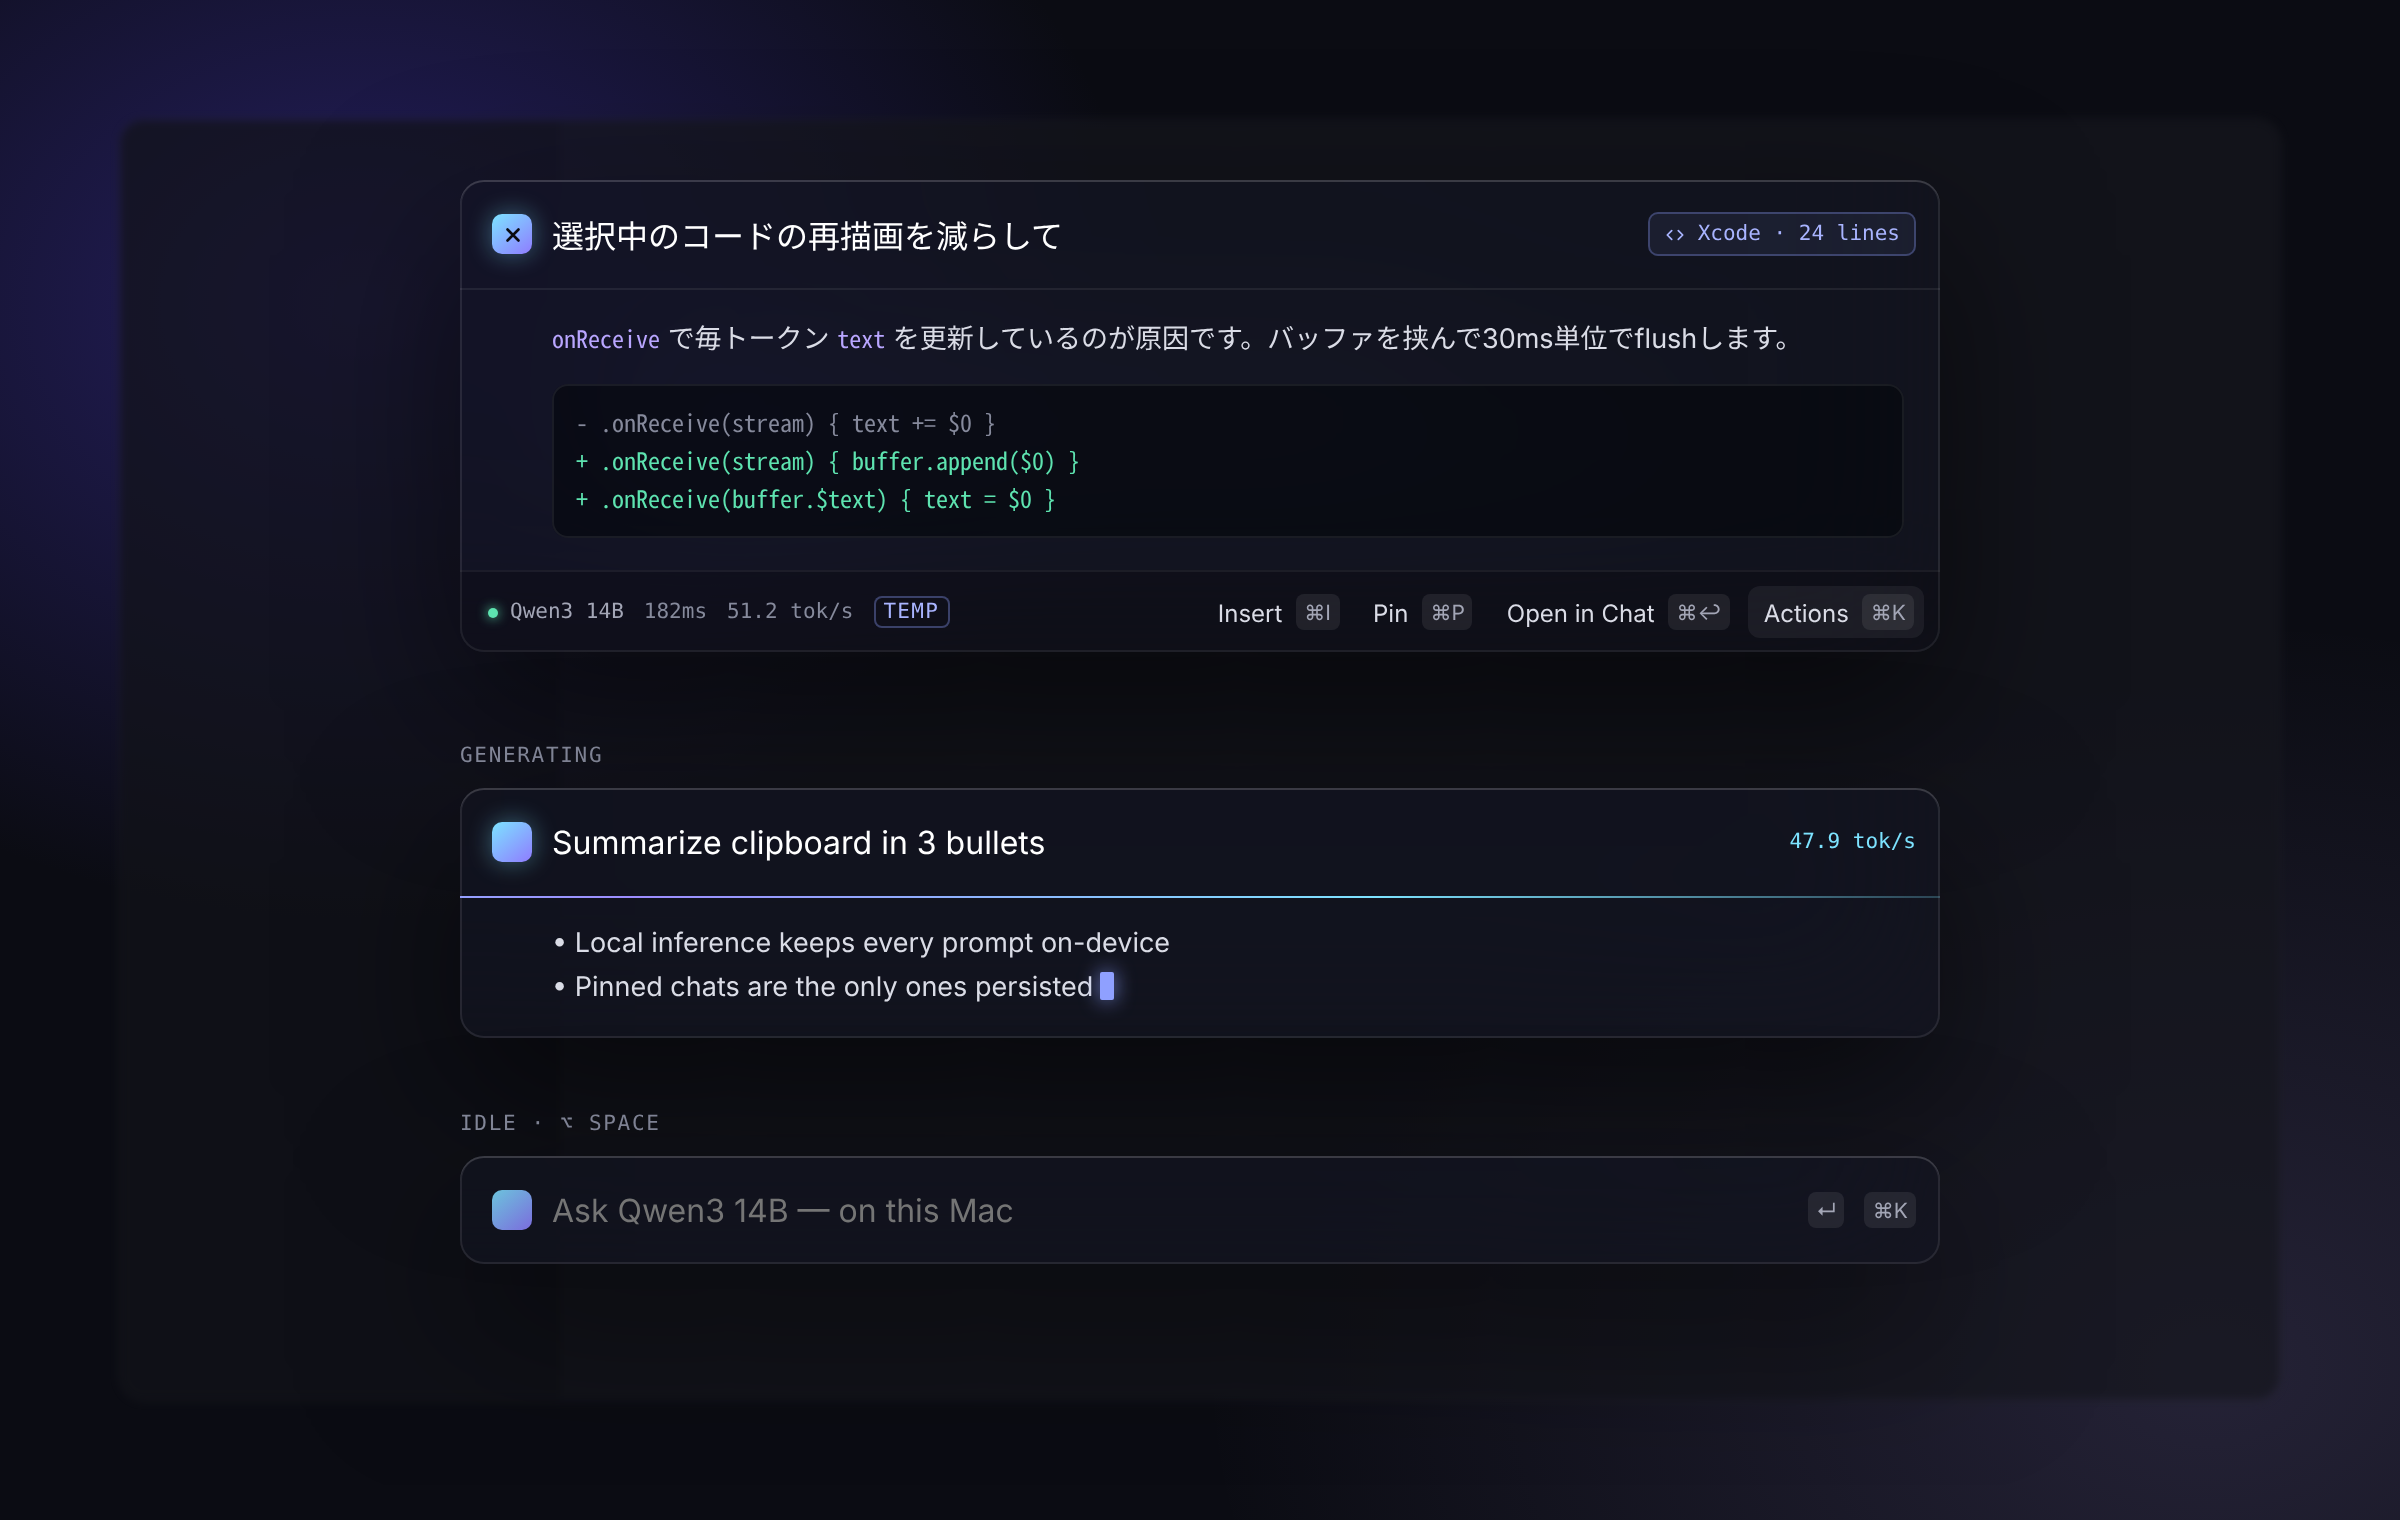 選択中のコードの再描画を減らして
Xcode · 24 lines
onReceive で毎トークン text を更新しているのが原因です。バッファを挟んで30ms単位でflushします。
- .onReceive(stream) { text += $0 }
+ .onReceive(stream) { buffer.append($0) }
+ .onReceive(buffer.$text) { text = $0 }
Qwen3 14B 182ms 51.2 tok/s TEMP
Insert ⌘I Pin ⌘P Open in Chat ⌘↩ Actions ⌘K
GENERATING
Summarize clipboard in 3 bullets
47.9 tok/s
• Local inference keeps every prompt on-device
• Pinned chats are the only ones persisted
IDLE · ⌥ SPACE
Ask Qwen3 14B — on this Mac
↵ ⌘K